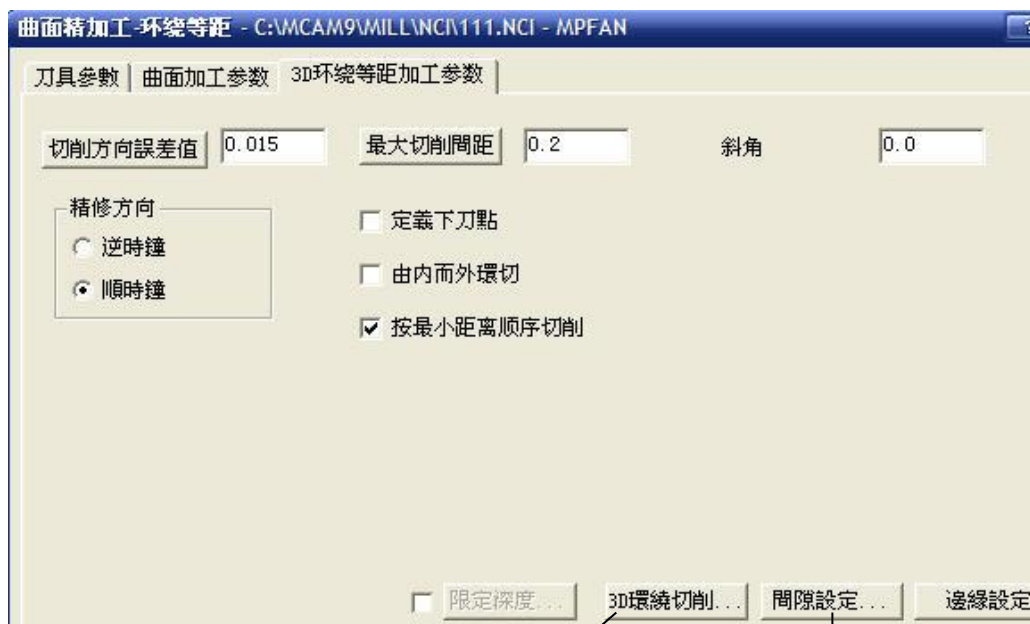 曲面精加工-环绕等距 - C:\MCAM9\MILL\NCI\111.NCI - MPFAN
刀具參數 曲面加工参数 3D环绕等距加工参数
切削方向誤差值 0.015 最大切削間距 0.2 斜角 0.0
精修方向
逆時鐘
順時鐘
定義下刀點
由内而外環切
按最小距离顺序切削
限定深度... 3D環繞切削... 間隙設定... 邊緣設定